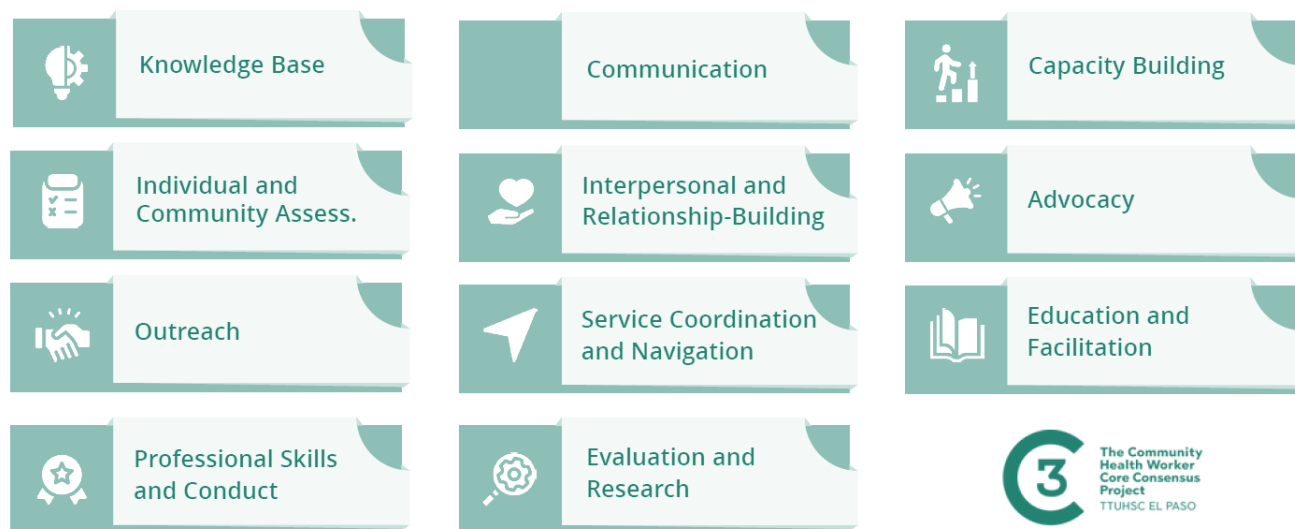 Knowledge Base
Communication
Capacity Building
Individual and
Community Assess.
Interpersonal and
Relationship-Building
Advocacy
Outreach
Service Coordination
and Navigation
Education and
Facilitation
Professional Skills
and Conduct
Evaluation and
Research
C3
The Community
Health Worker
Core Consensus
Project
TTUHSC EL PASO